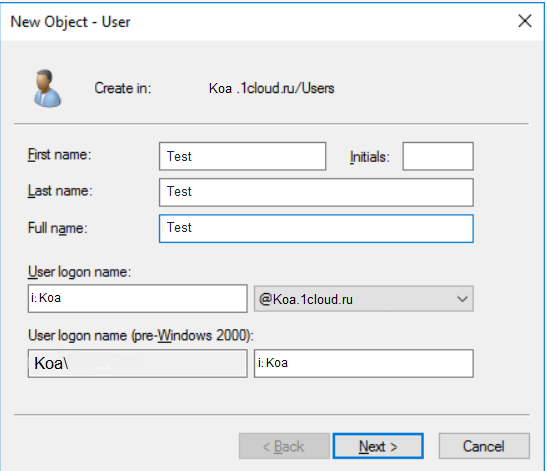 New Object - User
Create in: Koa .1cloud.ru/Users
First name: Test Initials:
Last name: Test
Full name: Test
User logon name:
i: Koa @Koa.1cloud.ru
User logon name (pre-Windows 2000):
Koa\ i: Koa
< Back Next > Cancel